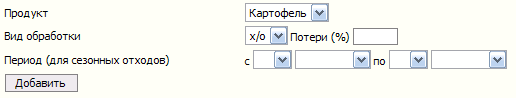 Продукт Картофель
Вид обработки х/о Потери (%)
Период (для сезонных отходов) с по
Добавить